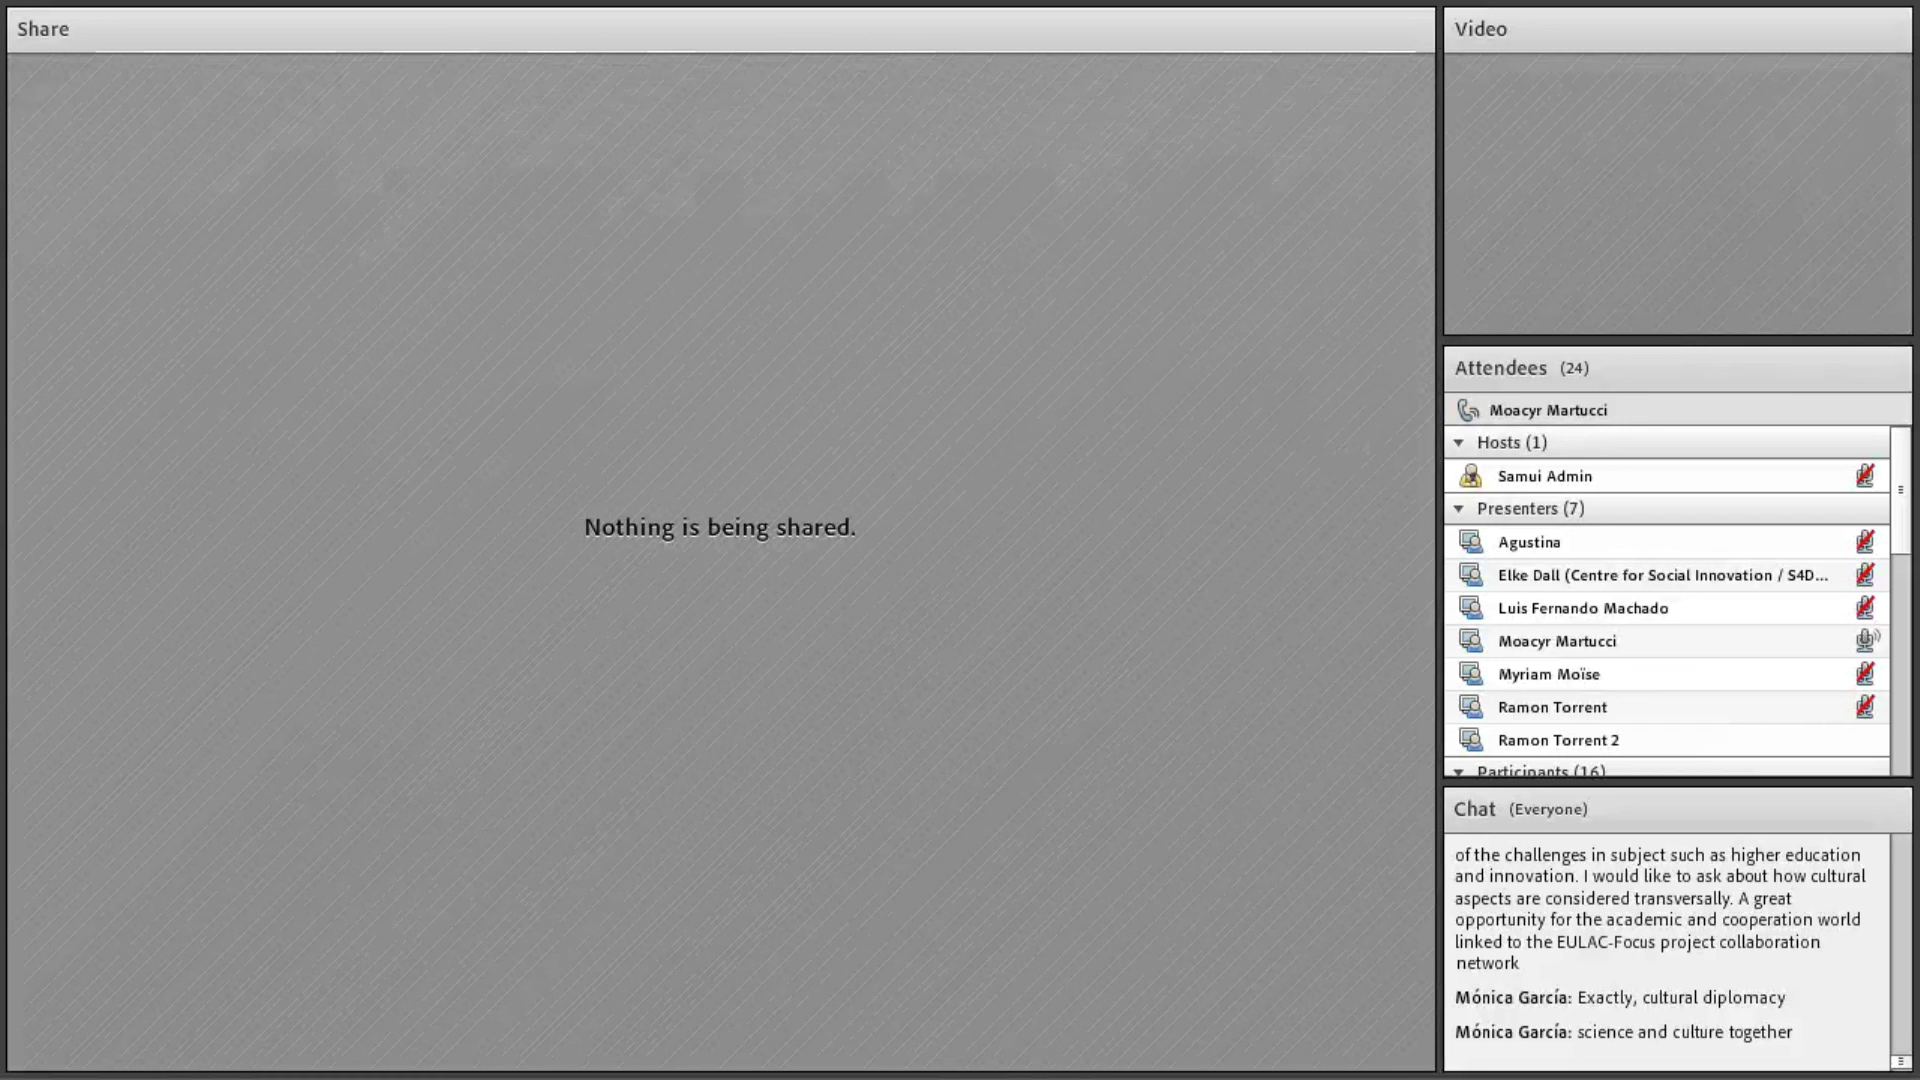 Share
Nothing is being shared.
Video
Attendees (24)
Moacyr Martucci
Hosts (1)
Samui Admin
Presenters (7)
Agustina
Elke Dall (Centre for Social Innovation / S4D...
Luis Fernando Machado
Moacyr Martucci
Myriam Moïse
Ramon Torrent
Ramon Torrent 2
Participants (16)
Chat (Everyone)
of the challenges in subject such as higher education
and innovation. I would like to ask about how cultural
aspects are considered transversally. A great
opportunity for the academic and cooperation world
linked to the EULAC-Focus project collaboration
network
Mónica García: Exactly, cultural diplomacy
Mónica García: science and culture together